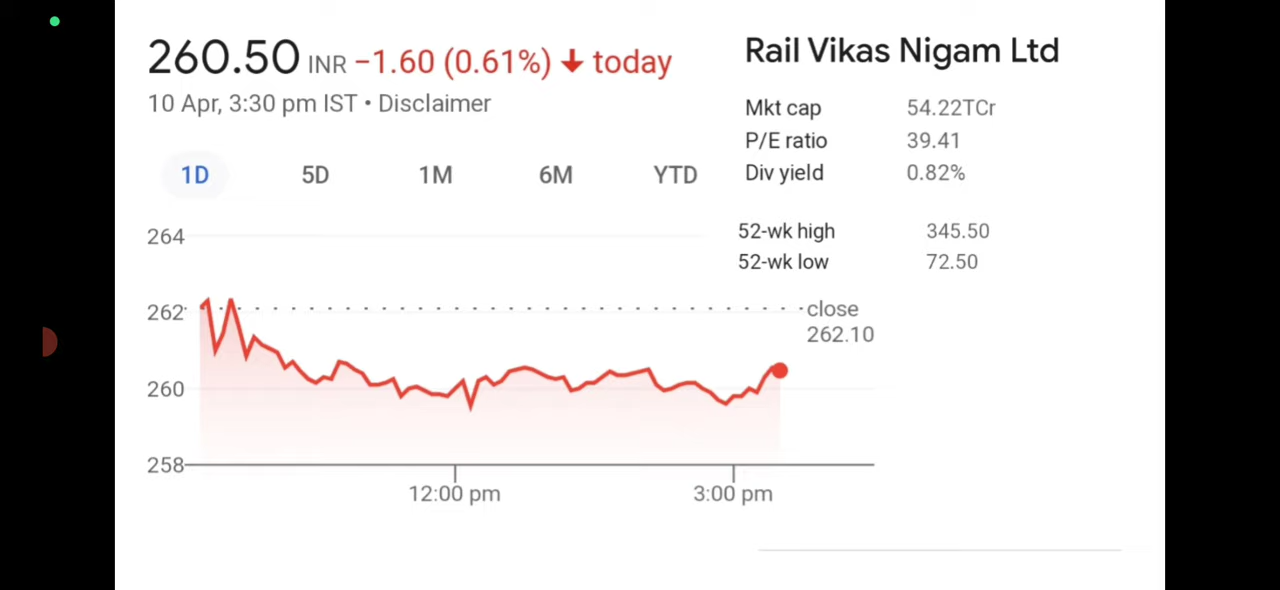 260.50 INR −1.60 (0.61%) ↓ today
10 Apr, 3:30 pm IST • Disclaimer
1D 5D 1M 6M YTD
264
262
260
258
12:00 pm 3:00 pm
close
262.10
Rail Vikas Nigam Ltd
Mkt cap 54.22TCr
P/E ratio 39.41
Div yield 0.82%
52-wk high 345.50
52-wk low 72.50